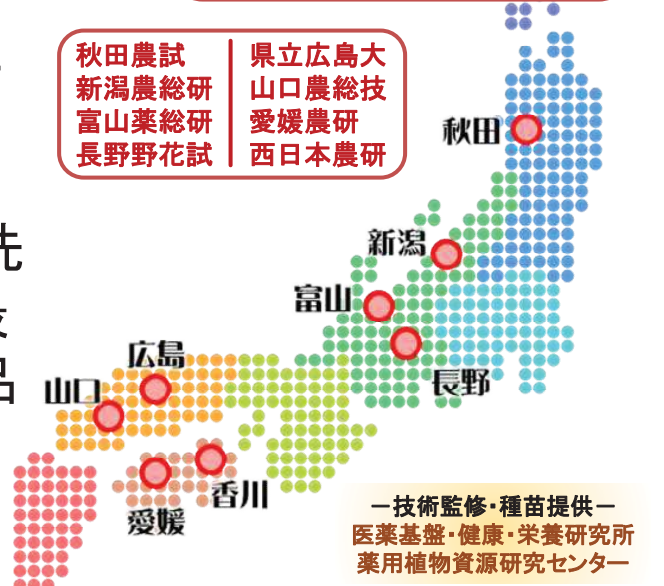 秋田農試
新潟農総研
富山薬総研
長野野花試
県立広島大
山口農総技
愛媛農研
西日本農研
秋田
新潟
富山
長野
広島
山口
香川
愛媛
先
品
－技術監修・種苗提供－
医薬基盤・健康・栄養研究所
薬用植物資源研究センター